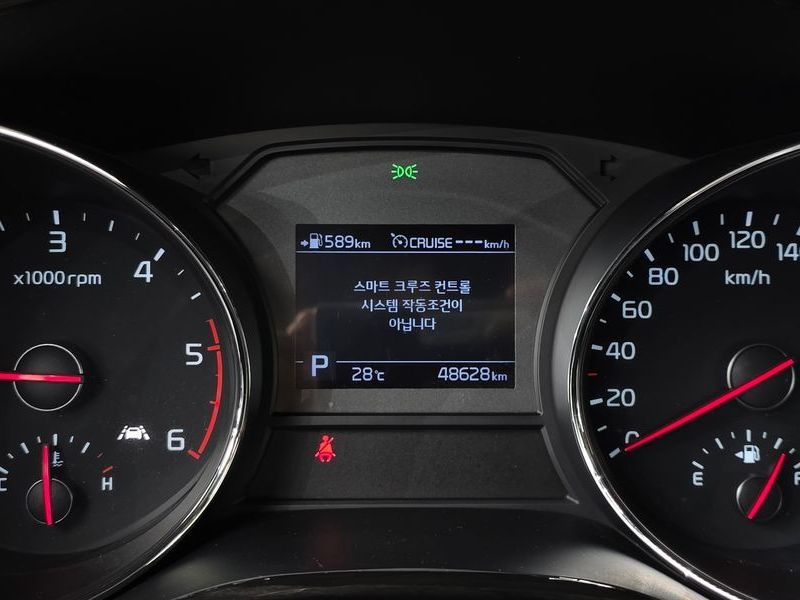 589km CRUISE---km/h
스마트 크루즈 컨트롤
시스템 작동조건이
아닙니다
P 28℃ 48628km
3
4
5
6
x1000rpm
C H
0
20
40
60
80
100
120
140
km/h
E F